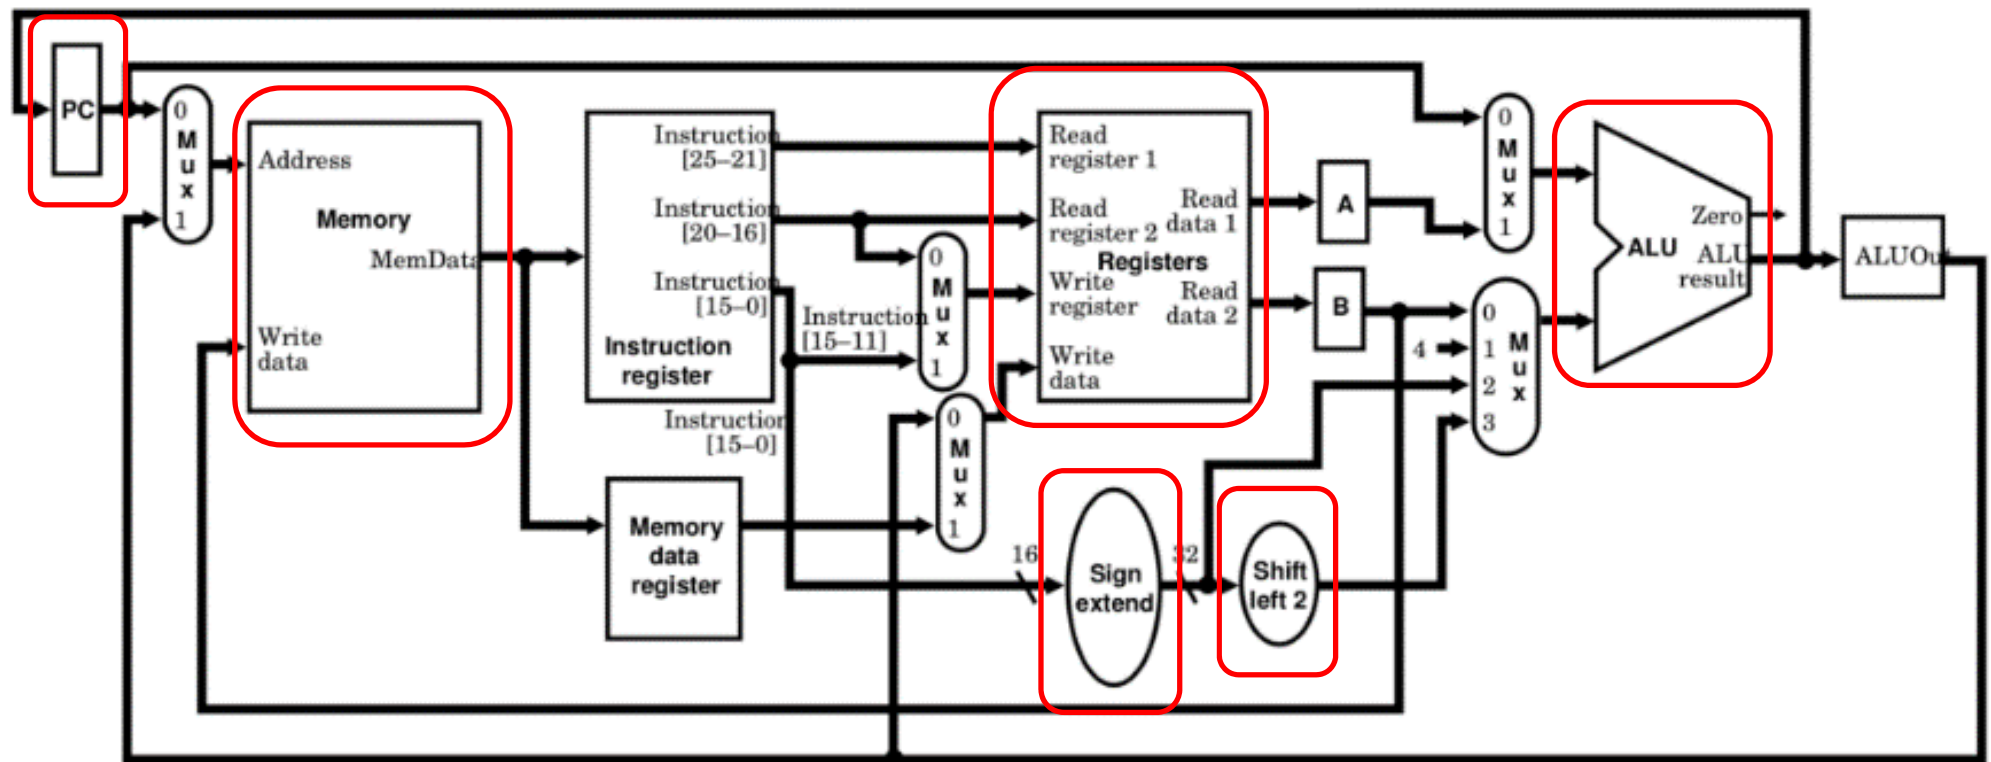 PC
0
M
u
x
1
Address
Memory
MemData
Write
data
Instruction
[25–21]
Instruction
[20–16]
Instruction
[15–0]
Instruction
register
Instruction
[15–11]
0
M
u
x
1
Instruction
[15–0]
0
M
u
x
1
Memory
data
register
Read
register 1
Read
register 2
Registers
Write
register
Write
data
Read
data 1
Read
data 2
16
Sign
extend
32
Shift
left 2
A
B
4
0
M
u
x
1
0
1
2
3
M
u
x
Zero
ALU
ALU
result
ALUOut